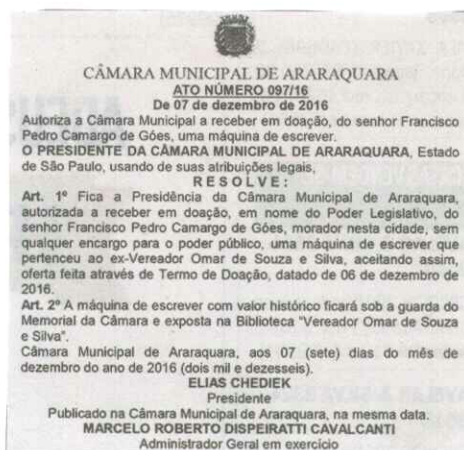 CÂMARA MUNICIPAL DE ARARAQUARA
ATO NÚMERO 097/16
De 07 de dezembro de 2016
Autoriza a Câmara Municipal a receber em doação, do senhor Francisco
Pedro Camargo de Góes, uma máquina de escrever.
O PRESIDENTE DA CÂMARA MUNICIPAL DE ARARAQUARA, Estado
de São Paulo, usando de suas atribuições legais,
R E S O L V E :
Art. 1º Fica a Presidência da Câmara Municipal de Araraquara,
autorizada a receber em doação, em nome do Poder Legislativo, do
senhor Francisco Pedro Camargo de Góes, morador nesta cidade, sem
qualquer encargo para o poder público, uma máquina de escrever que
pertenceu ao ex-Vereador Omar de Souza e Silva, aceitando assim,
oferta feita através de Termo de Doação, datado de 06 de dezembro de
2016.
Art. 2º A máquina de escrever com valor histórico ficará sob a guarda do
Memorial da Câmara e exposta na Biblioteca "Vereador Omar de Souza
e Silva".
Câmara Municipal de Araraquara, aos 07 (sete) dias do mês de
dezembro do ano de 2016 (dois mil e dezesseis).
ELIAS CHEDIEK
Presidente
Publicado na Câmara Municipal de Araraquara, na mesma data.
MARCELO ROBERTO DISPEIRATTI CAVALCANTI
Administrador Geral em exercício